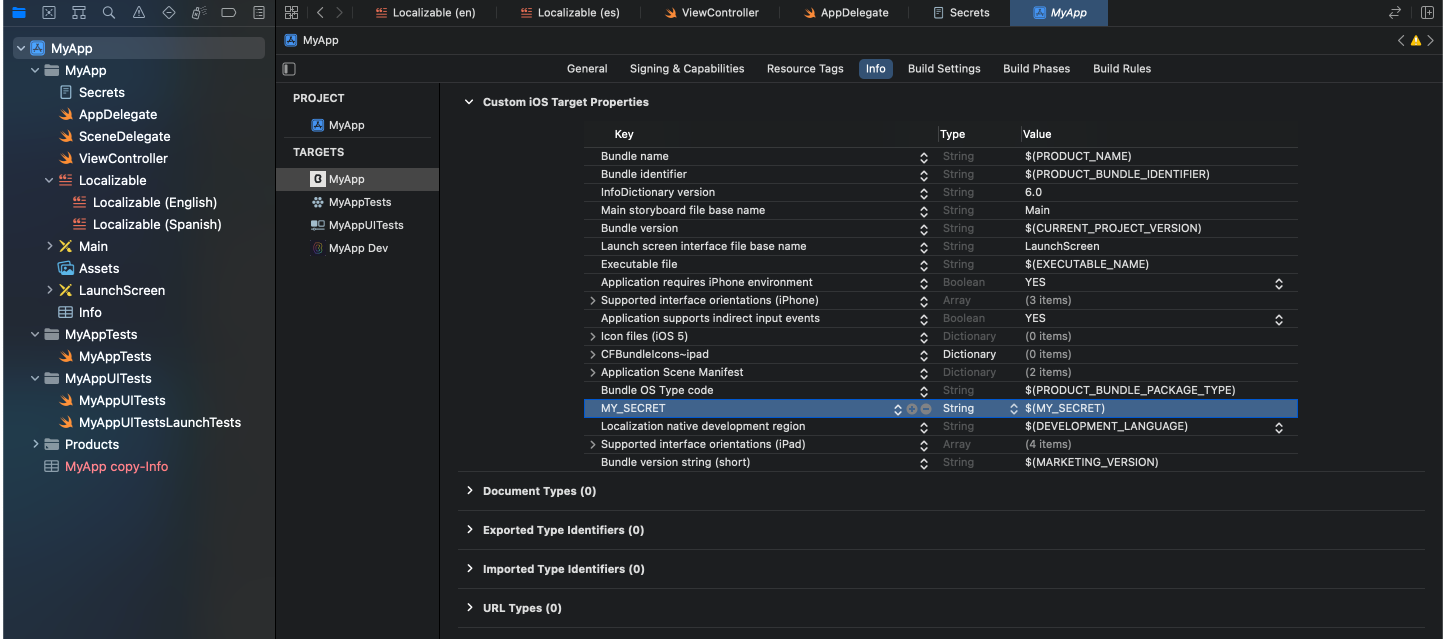 Localizable (en) Localizable (es) ViewController AppDelegate Secrets MyApp
MyApp
MyApp
Secrets
AppDelegate
SceneDelegate
ViewController
Localizable
Localizable (English)
Localizable (Spanish)
Main
Assets
LaunchScreen
Info
MyAppTests
MyAppTests
MyAppUITests
MyAppUITests
MyAppUITestsLaunchTests
Products
MyApp copy-Info
MyApp
General Signing & Capabilities Resource Tags Info Build Settings Build Phases Build Rules
PROJECT
MyApp
TARGETS
MyApp
MyAppTests
MyAppUITests
MyApp Dev
Custom iOS Target Properties
Key Type Value
Bundle name String $(PRODUCT_NAME)
Bundle identifier String $(PRODUCT_BUNDLE_IDENTIFIER)
InfoDictionary version String 6.0
Main storyboard file base name String Main
Bundle version String $(CURRENT_PROJECT_VERSION)
Launch screen interface file base name String LaunchScreen
Executable file String $(EXECUTABLE_NAME)
Application requires iPhone environment Boolean YES
Supported interface orientations (iPhone) Array (3 items)
Application supports indirect input events Boolean YES
Icon files (iOS 5) Dictionary (0 items)
CFBundleIcons~ipad Dictionary (0 items)
Application Scene Manifest Dictionary (2 items)
Bundle OS Type code String $(PRODUCT_BUNDLE_PACKAGE_TYPE)
MY_SECRET String $(MY_SECRET)
Localization native development region String $(DEVELOPMENT_LANGUAGE)
Supported interface orientations (iPad) Array (4 items)
Bundle version string (short) String $(MARKETING_VERSION)
Document Types (0)
Exported Type Identifiers (0)
Imported Type Identifiers (0)
URL Types (0)